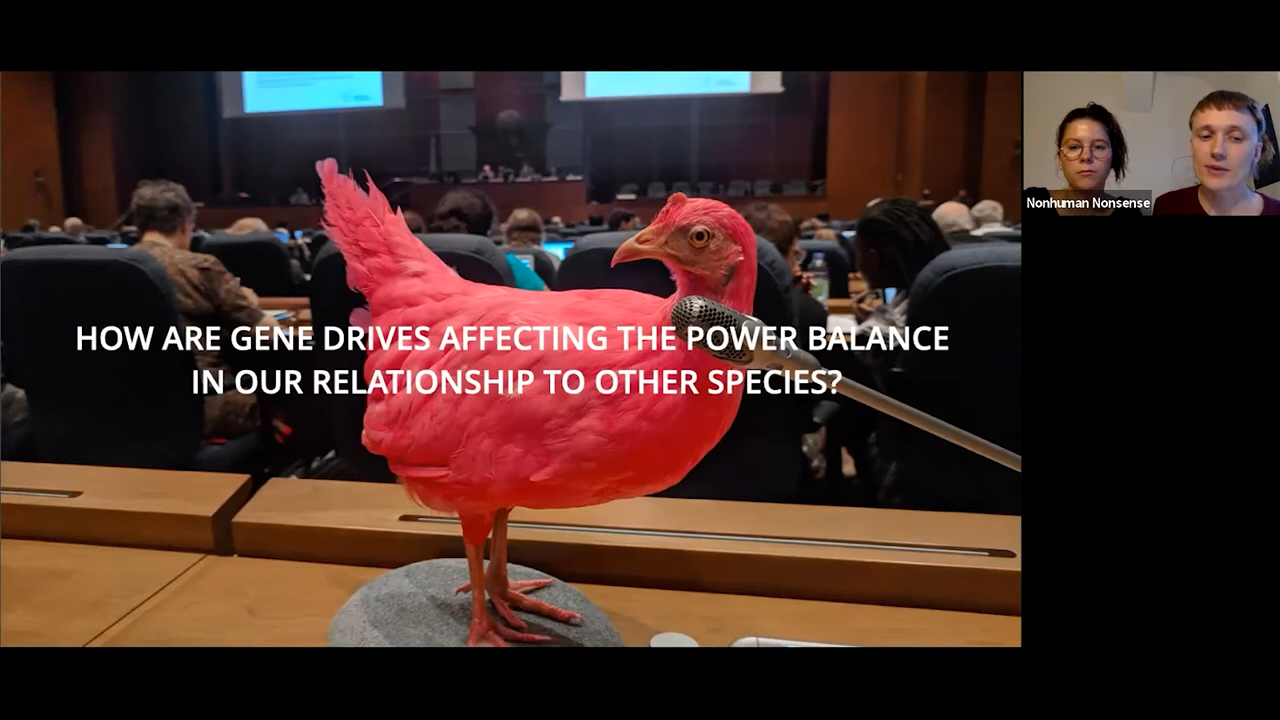 HOW ARE GENE DRIVES AFFECTING THE POWER BALANCE
IN OUR RELATIONSHIP TO OTHER SPECIES?
Nonhuman Nonsense